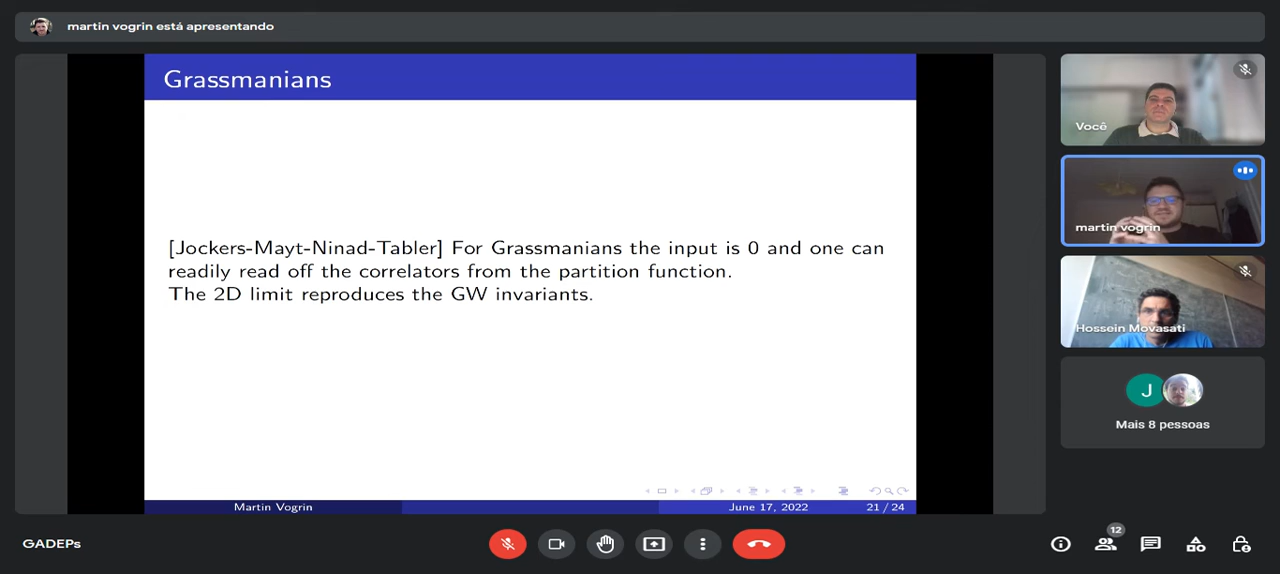 martin vogrin está apresentando
Grassmanians
[Jockers-Mayt-Ninad-Tabler] For Grassmanians the input is 0 and one can
readily read off the correlators from the partition function.
The 2D limit reproduces the GW invariants.
Martin Vogrin
June 17, 2022
21 / 24
Você
martin vogrin
Hossein Movasati
J
Mais 8 pessoas
GADEPs
12